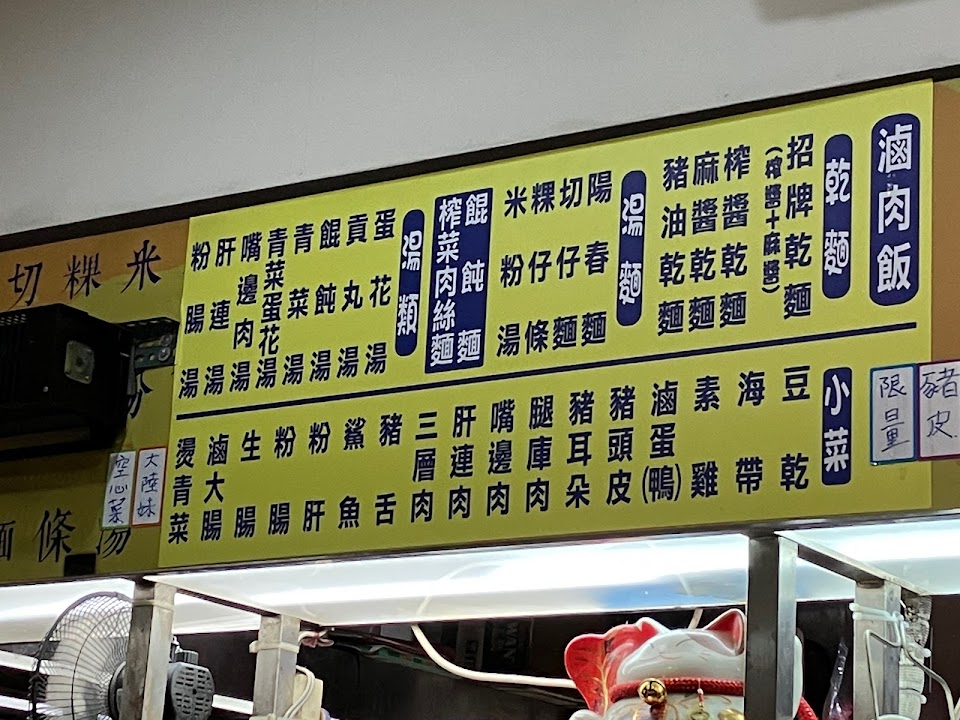 滷肉飯
乾麵
招牌乾麵
(榨醬+麻醬)
榨醬乾麵
麻醬乾麵
豬油乾麵
湯麵
陽春麵
切仔麵
粿仔條
米粉湯
餛飩麵
榨菜肉絲麵
湯類
蛋花湯
貢丸湯
餛飩湯
青菜湯
青菜蛋花湯
嘴邊肉湯
肝連湯
粉腸湯
小菜
豆乾
海帶
素雞
滷蛋(鴨)
豬頭皮
豬耳朵
腿庫肉
嘴邊肉
肝連肉
三層肉
豬舌
鯊魚
粉肝
粉腸
生腸
滷大腸
燙青菜
豬皮
限量
大陸妹
空心菜
米
粿
切
湯
條
麵